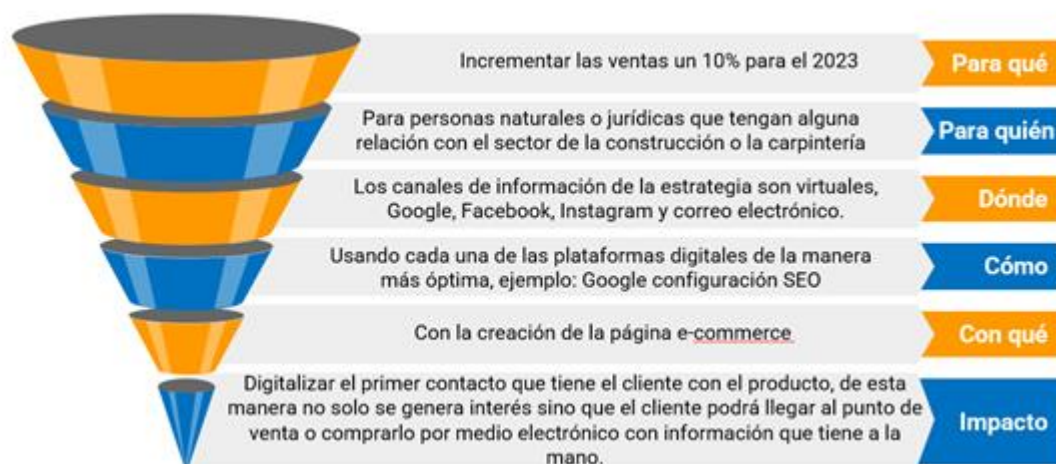 Incrementar las ventas un 10% para el 2023
Para qué
Para personas naturales o jurídicas que tengan alguna
relación con el sector de la construcción o la carpintería
Para quién
Los canales de información de la estrategia son virtuales,
Google, Facebook, Instagram y correo electrónico.
Dónde
Usando cada una de las plataformas digitales de la manera
más óptima, ejemplo: Google configuración SEO
Cómo
Con la creación de la página e-commerce
Con qué
Digitalizar el primer contacto que tiene el cliente con el producto, de esta
manera no solo se genera interés sino que el cliente podrá llegar al punto de
venta o comprarlo por medio electrónico con información que tiene a la
mano.
Impacto